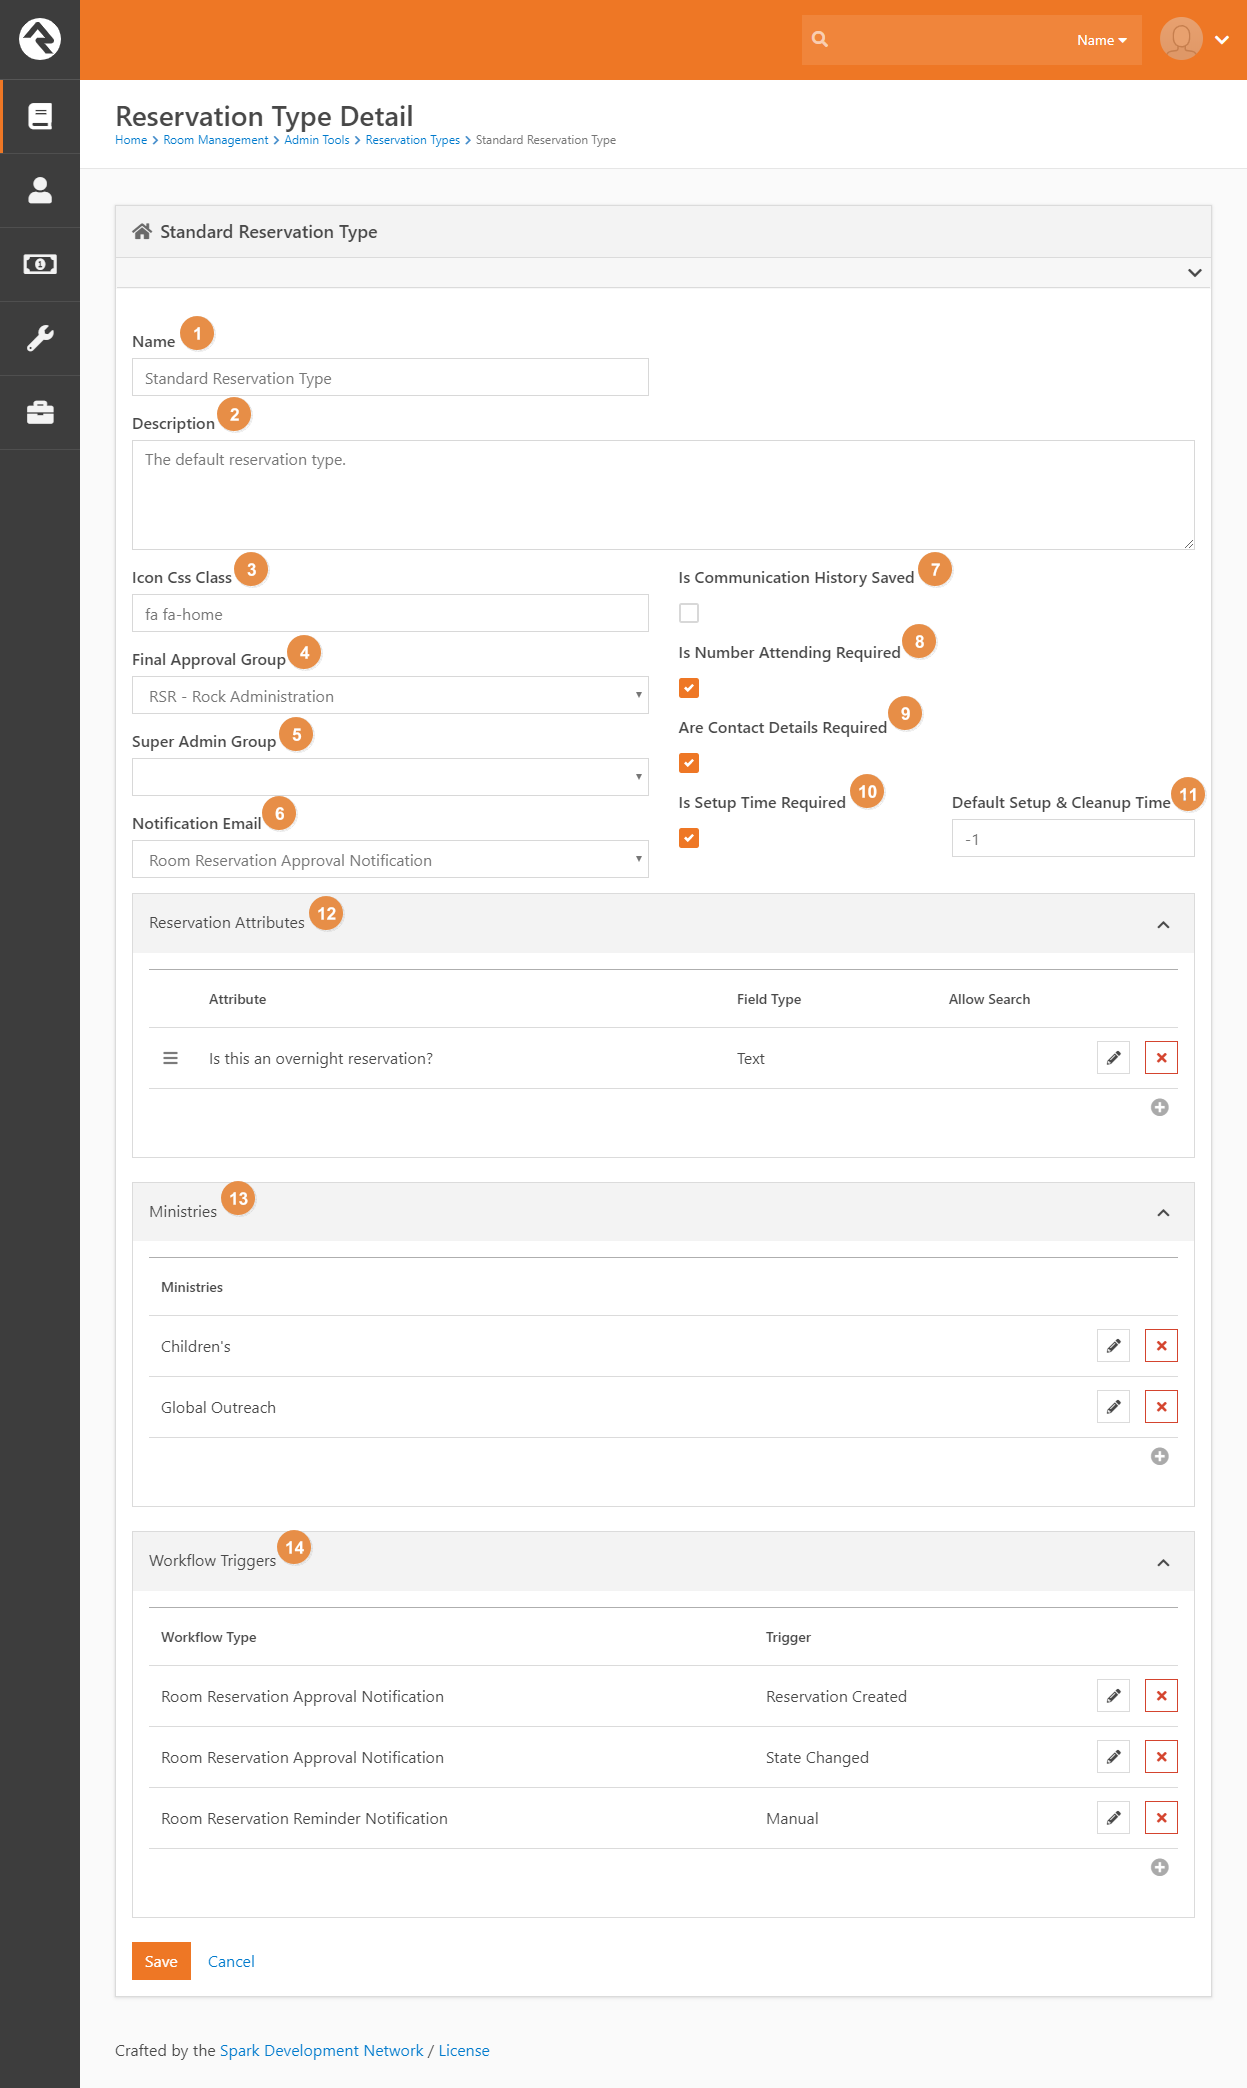 Name
Reservation Type Detail
Home > Room Management > Admin Tools > Reservation Types > Standard Reservation Type
Standard Reservation Type
Name 1
Standard Reservation Type
Description 2
The default reservation type.
Icon Css Class 3
fa fa-home
Final Approval Group 4
RSR - Rock Administration
Super Admin Group 5
Notification Email 6
Room Reservation Approval Notification
Is Communication History Saved 7
Is Number Attending Required 8
Are Contact Details Required 9
Is Setup Time Required 10
Default Setup & Cleanup Time 11
-1
Reservation Attributes 12
Attribute Field Type Allow Search
Is this an overnight reservation? Text
Ministries 13
Ministries
Children's
Global Outreach
Workflow Triggers 14
Workflow Type Trigger
Room Reservation Approval Notification Reservation Created
Room Reservation Approval Notification State Changed
Room Reservation Reminder Notification Manual
Save Cancel
Crafted by the Spark Development Network / License